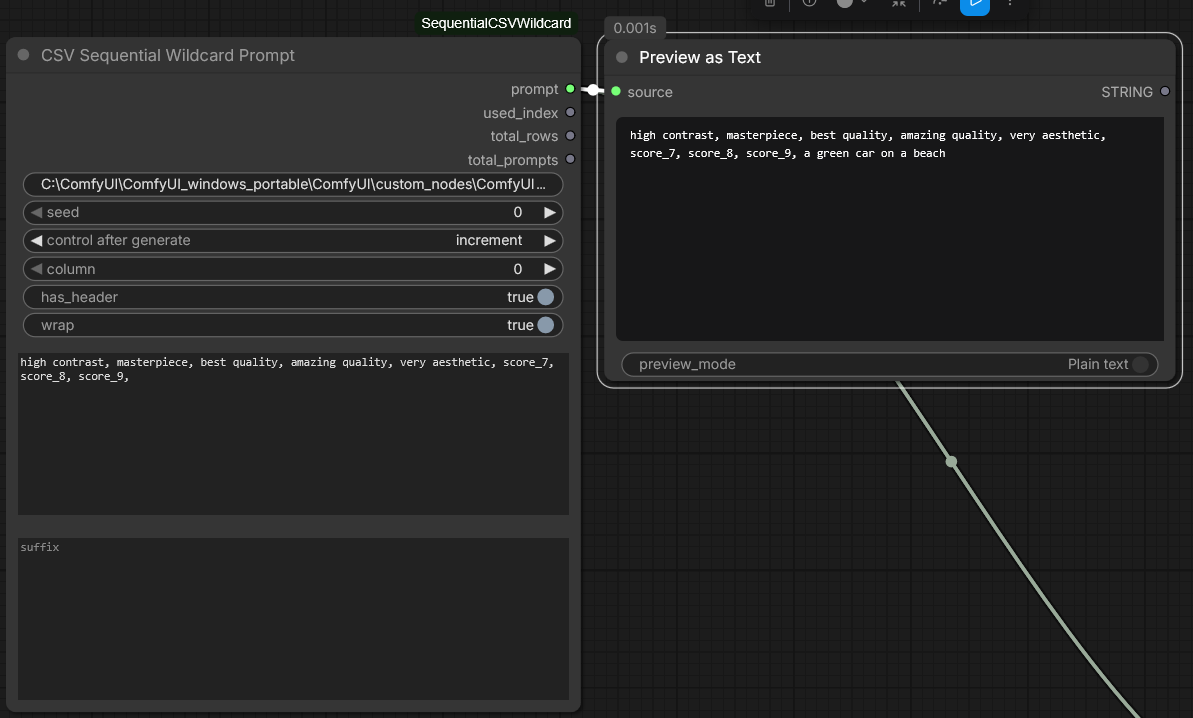 SequentialCSVWildcard
CSV Sequential Wildcard Prompt
prompt
used_index
total_rows
total_prompts
C:\ComfyUI\ComfyUI_windows_portable\ComfyUI\custom_nodes\ComfyUI...
seed 0
control after generate increment
column 0
has_header true
wrap true
high contrast, masterpiece, best quality, amazing quality, very aesthetic, score_7,
score_8, score_9,
suffix
0.001s
Preview as Text
source STRING
high contrast, masterpiece, best quality, amazing quality, very aesthetic,
score_7, score_8, score_9, a green car on a beach
preview_mode Plain text